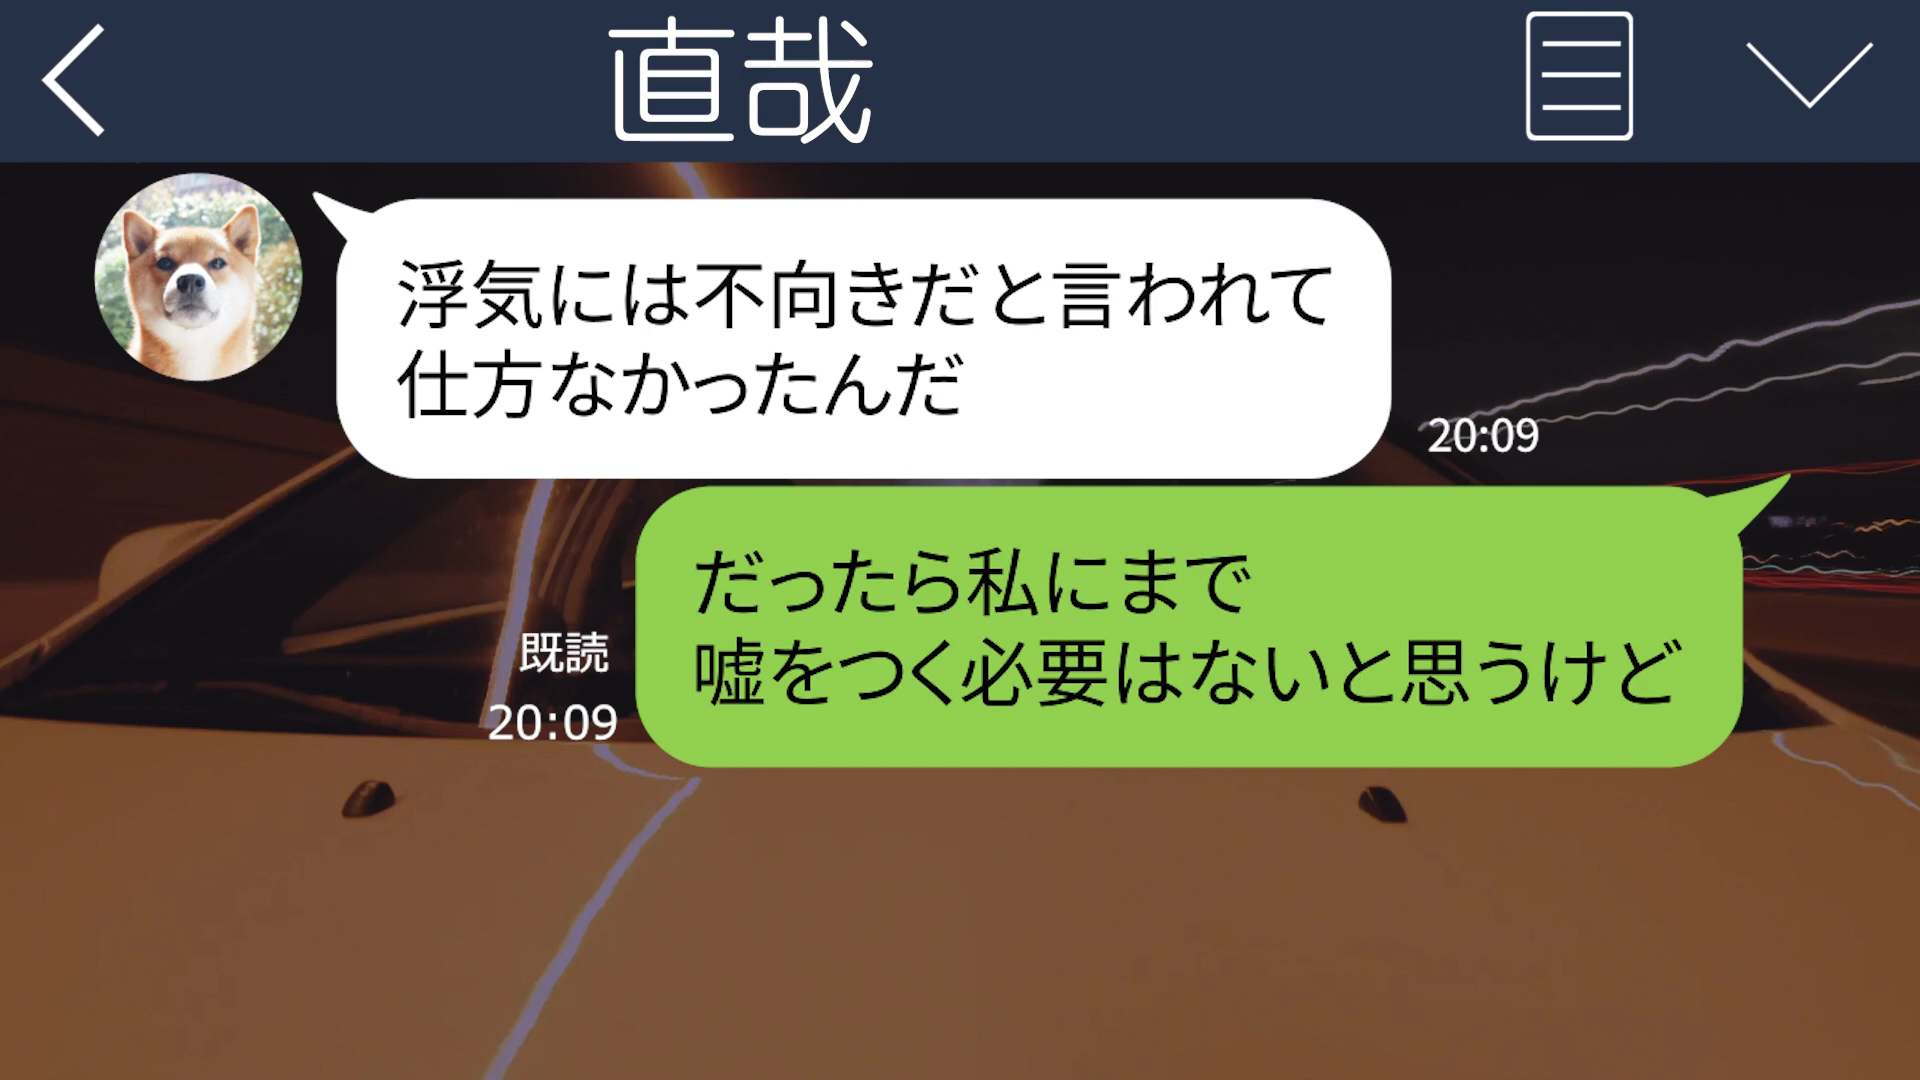 直哉
浮気には不向きだと言われて
仕方なかったんだ
20:09
だったら私にまで
嘘をつく必要はないと思うけど
既読
20:09